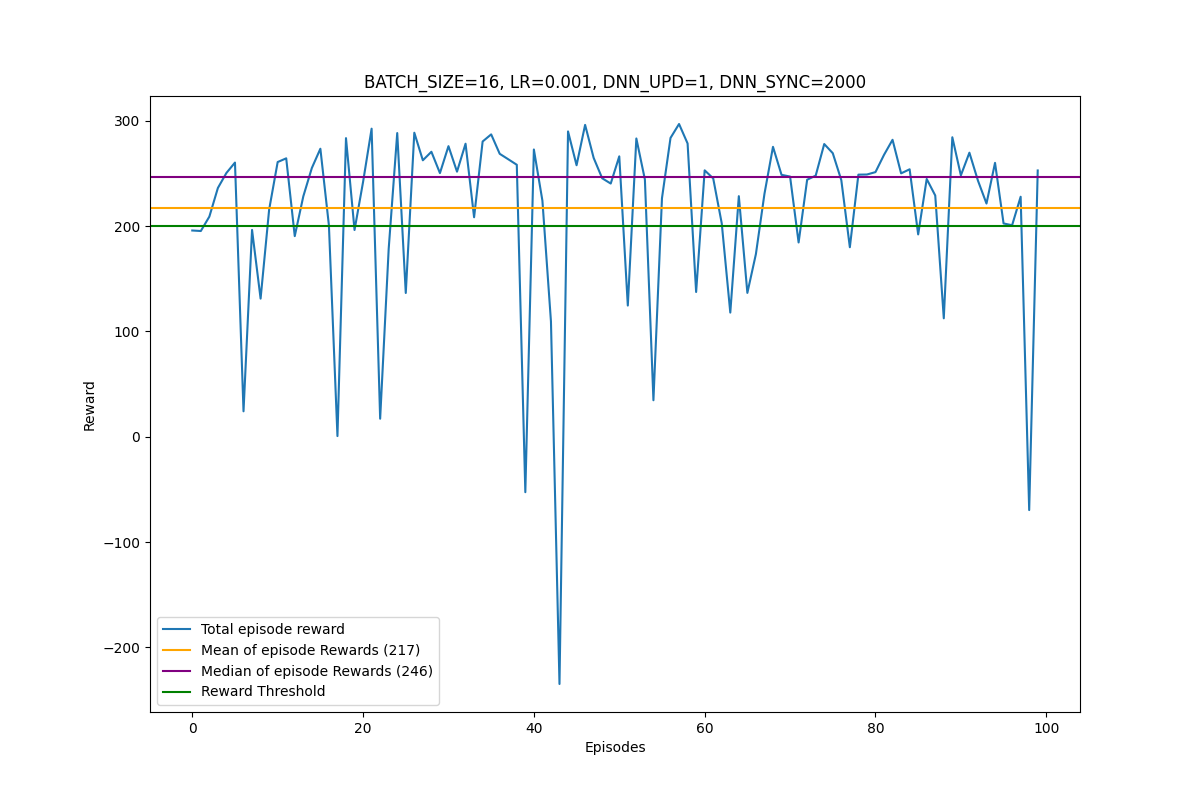 BATCH_SIZE=16, LR=0.001, DNN_UPD=1, DNN_SYNC=2000
300
200
100
0
−100
−200
Reward
Total episode reward
Mean of episode Rewards (217)
Median of episode Rewards (246)
Reward Threshold
0 20 40 60 80 100
Episodes